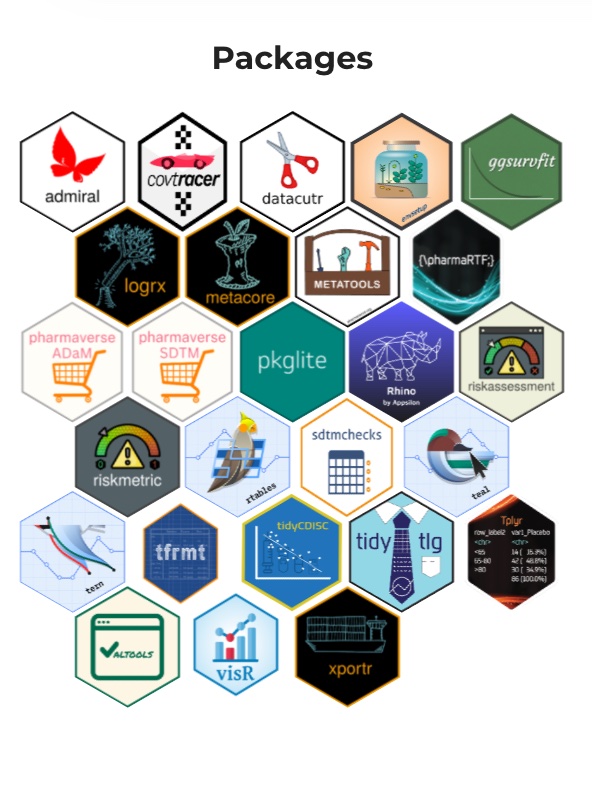 Packages
admiral
covtracer
datacutr
envsetup
ggsurvfit
logrx
metacore
METATOOLS
{\pharmaRTF;}
pharmaverse
ADaM
pharmaverse
SDTM
pkglite
Rhino
by Appsilon
riskassessment
riskmetric
rtables
sdtmchecks
teal
tern
tfrmt
tidyCDISC
tidy tlg
Tplyr
row_label2 var1_Placebo
<chr> <chr>
<65 14 ( 16.3%)
65-80 42 ( 48.8%)
>80 30 ( 34.9%)
86 (100.0%)
VALTOOLS
visR
xportr